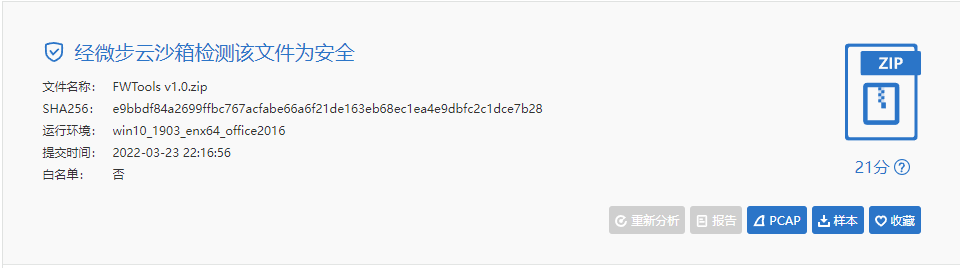 经微步云沙箱检测该文件为安全
文件名称： FWTools v1.0.zip
SHA256： e9bbdf84a2699ffbc767acfabe66a6f21de163eb68ec1ea4e9dbfc2c1dce7b28
运行环境： win10_1903_enx64_office2016
提交时间： 2022-03-23 22:16:56
白名单： 否
ZIP
21分 ?
重新分析 报告 PCAP 样本 收藏